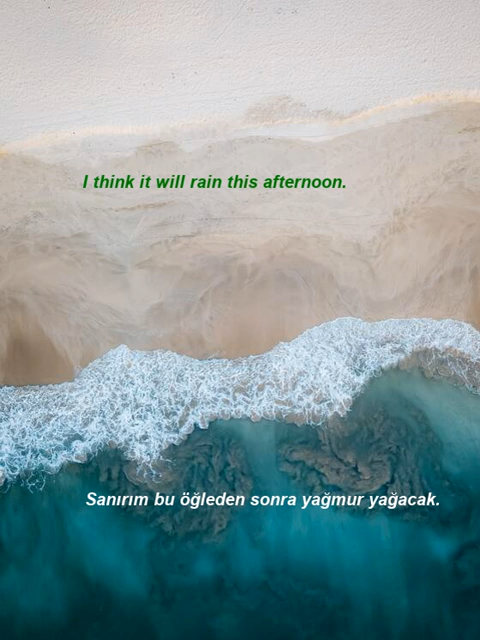 I think it will rain this afternoon.
Sanırım bu öğleden sonra yağmur yağacak.